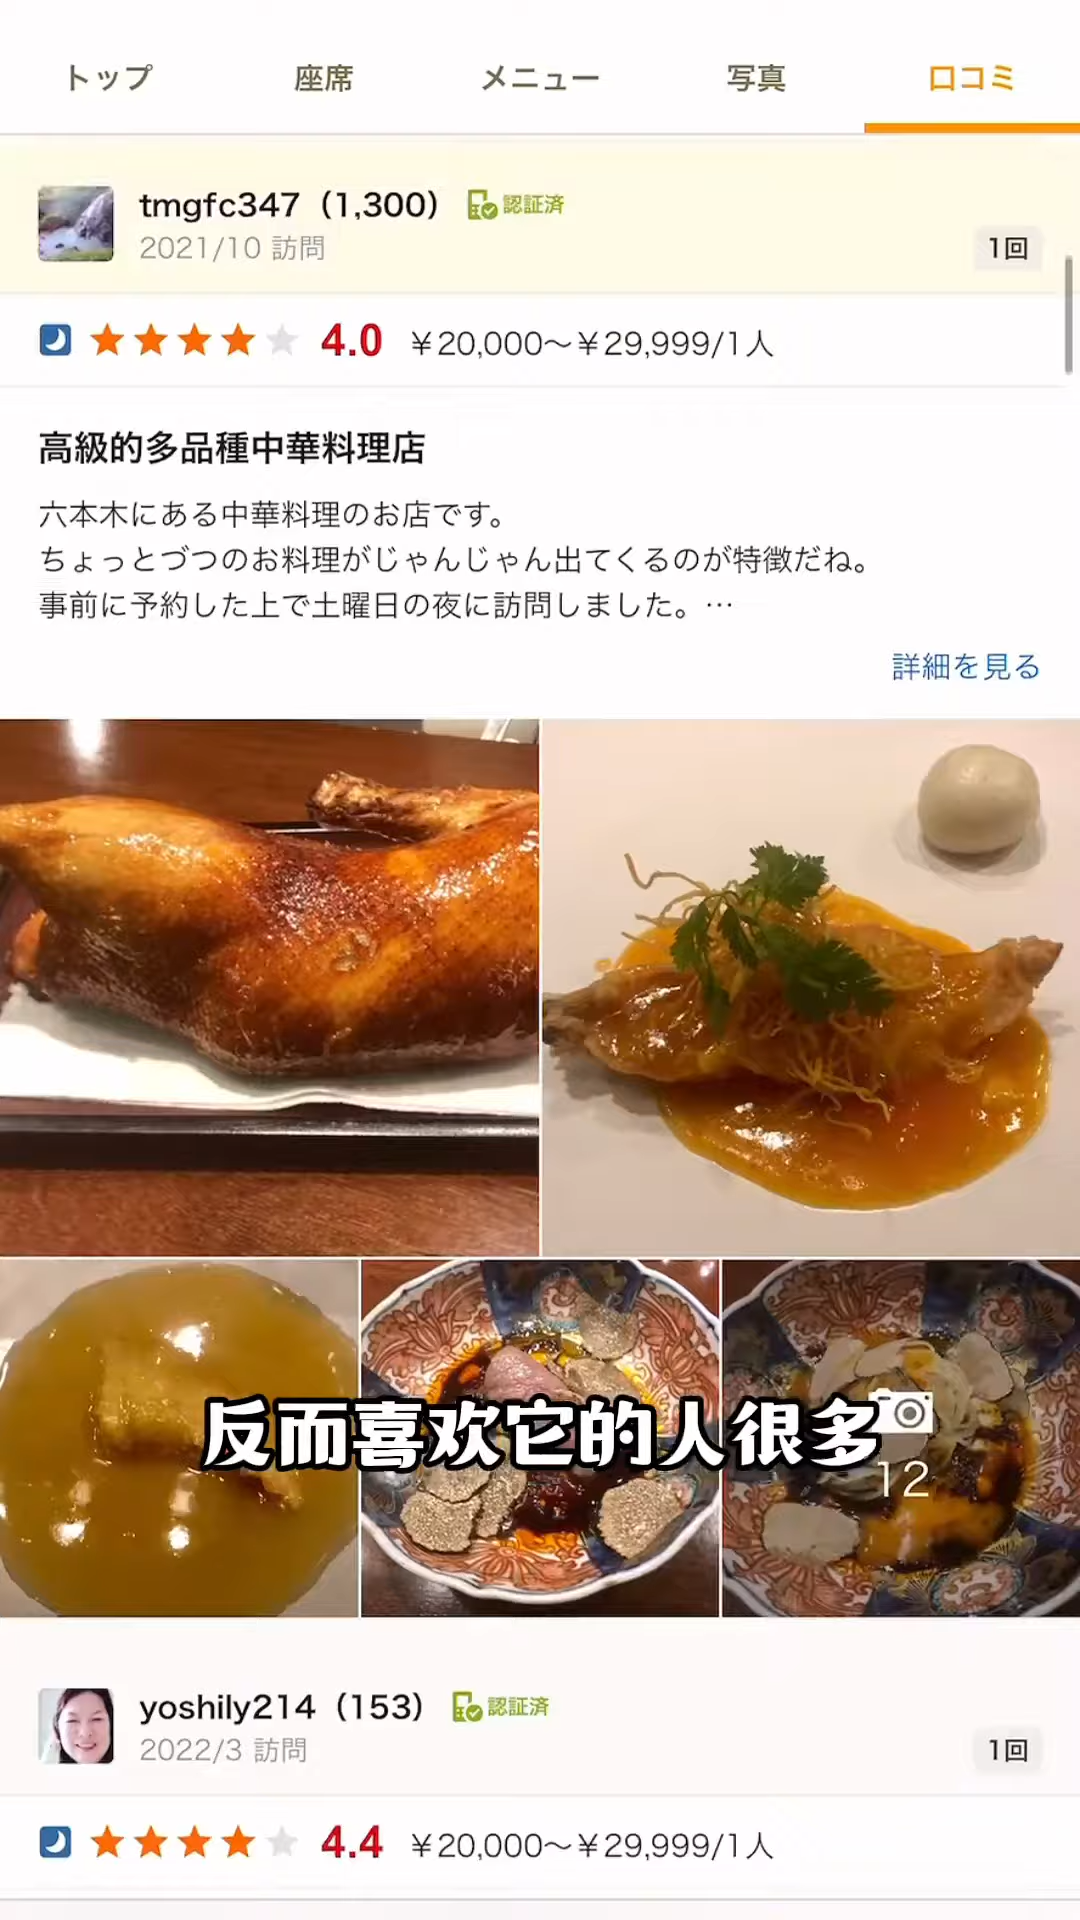 トップ 座席 メニュー 写真 口コミ
tmgfc347（1,300） 認証済
2021/10 訪問
1回
4.0 ￥20,000～￥29,999/1人
高級的多品種中華料理店
六本木にある中華料理のお店です。
ちょっとづつのお料理がじゃんじゃん出てくるのが特徴だね。
事前に予約した上で土曜日の夜に訪問しました。…
詳細を見る
反而喜欢它的人很多
12
yoshily214（153） 認証済
2022/3 訪問
1回
4.4 ￥20,000～￥29,999/1人